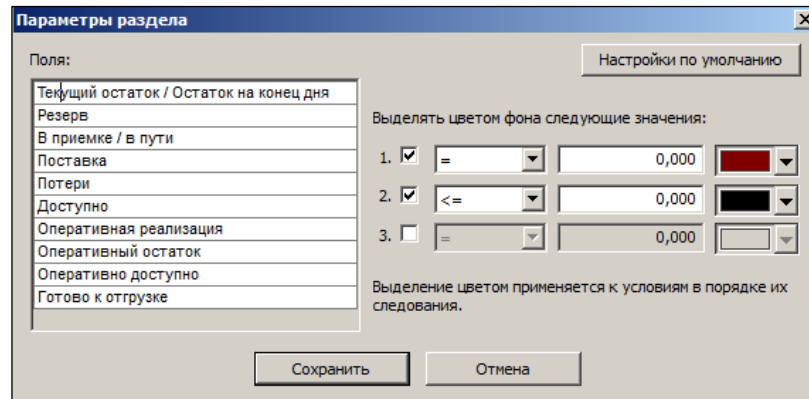 Параметры раздела
Поля:
Настройки по умолчанию
Текущий остаток / Остаток на конец дня
Резерв
В приемке / в пути
Поставка
Потери
Доступно
Оперативная реализация
Оперативный остаток
Оперативно доступно
Готово к отгрузке
Выделять цветом фона следующие значения:
1. = 0,000
2. <= 0,000
3. = 0,000
Выделение цветом применяется к условиям в порядке их
следования.
Сохранить
Отмена